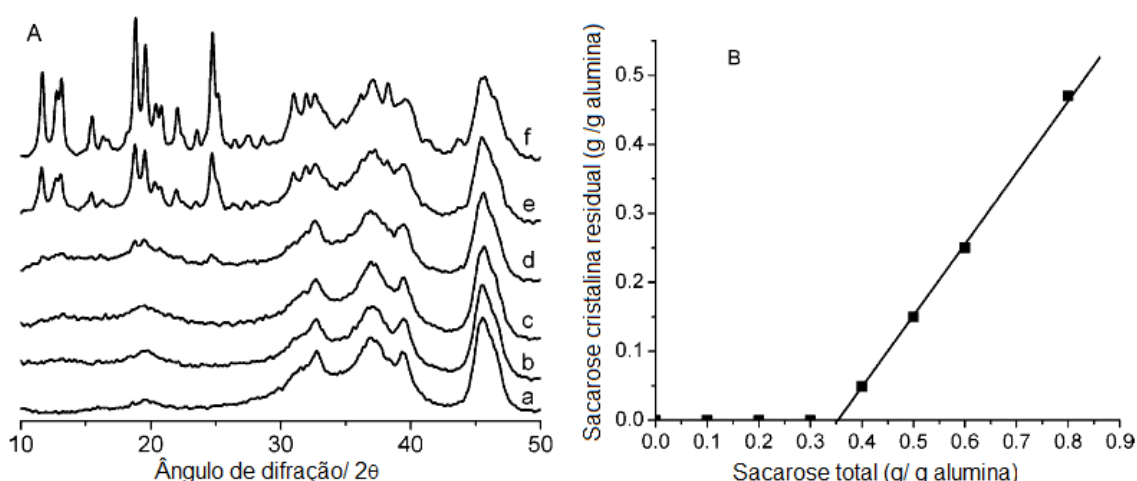 A
f
e
d
c
b
a
10 20 30 40 50
Ângulo de difração/ 2θ
B
Sacarose cristalina residual (g /g alumina)
0.5
0.4
0.3
0.2
0.1
0.0
0.0 0.1 0.2 0.3 0.4 0.5 0.6 0.7 0.8 0.9
Sacarose total (g/ g alumina)